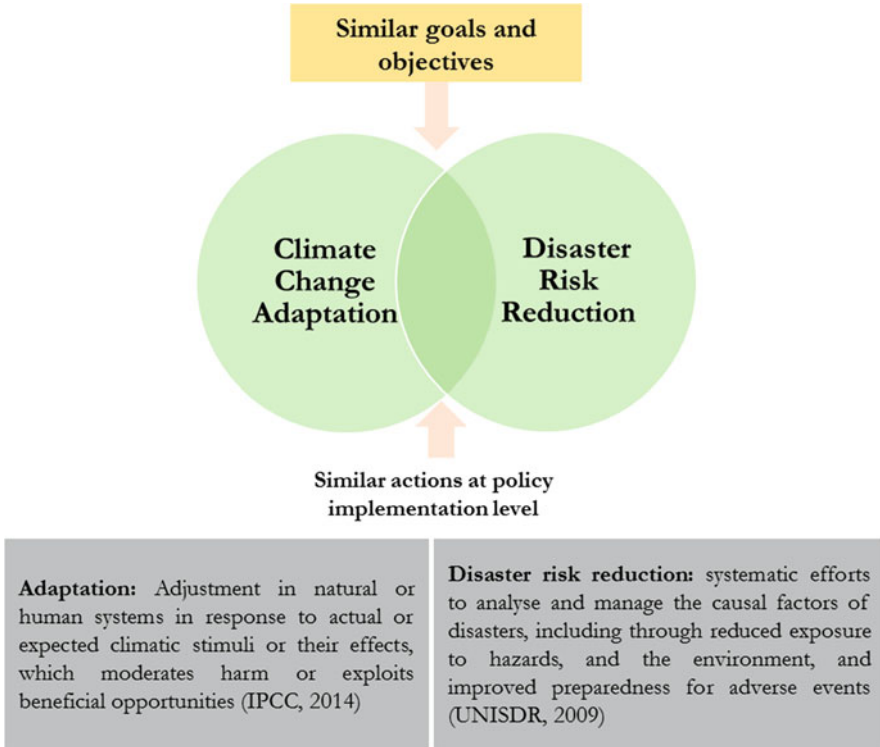 Similar goals and
objectives
Climate
Change
Adaptation
Disaster
Risk
Reduction
Similar actions at policy
implementation level
Adaptation: Adjustment in natural or
human systems in response to actual or
expected climatic stimuli or their effects,
which moderates harm or exploits
beneficial opportunities (IPCC, 2014)
Disaster risk reduction: systematic efforts
to analyse and manage the causal factors of
disasters, including through reduced exposure
to hazards, and the environment, and
improved preparedness for adverse events
(UNISDR, 2009)